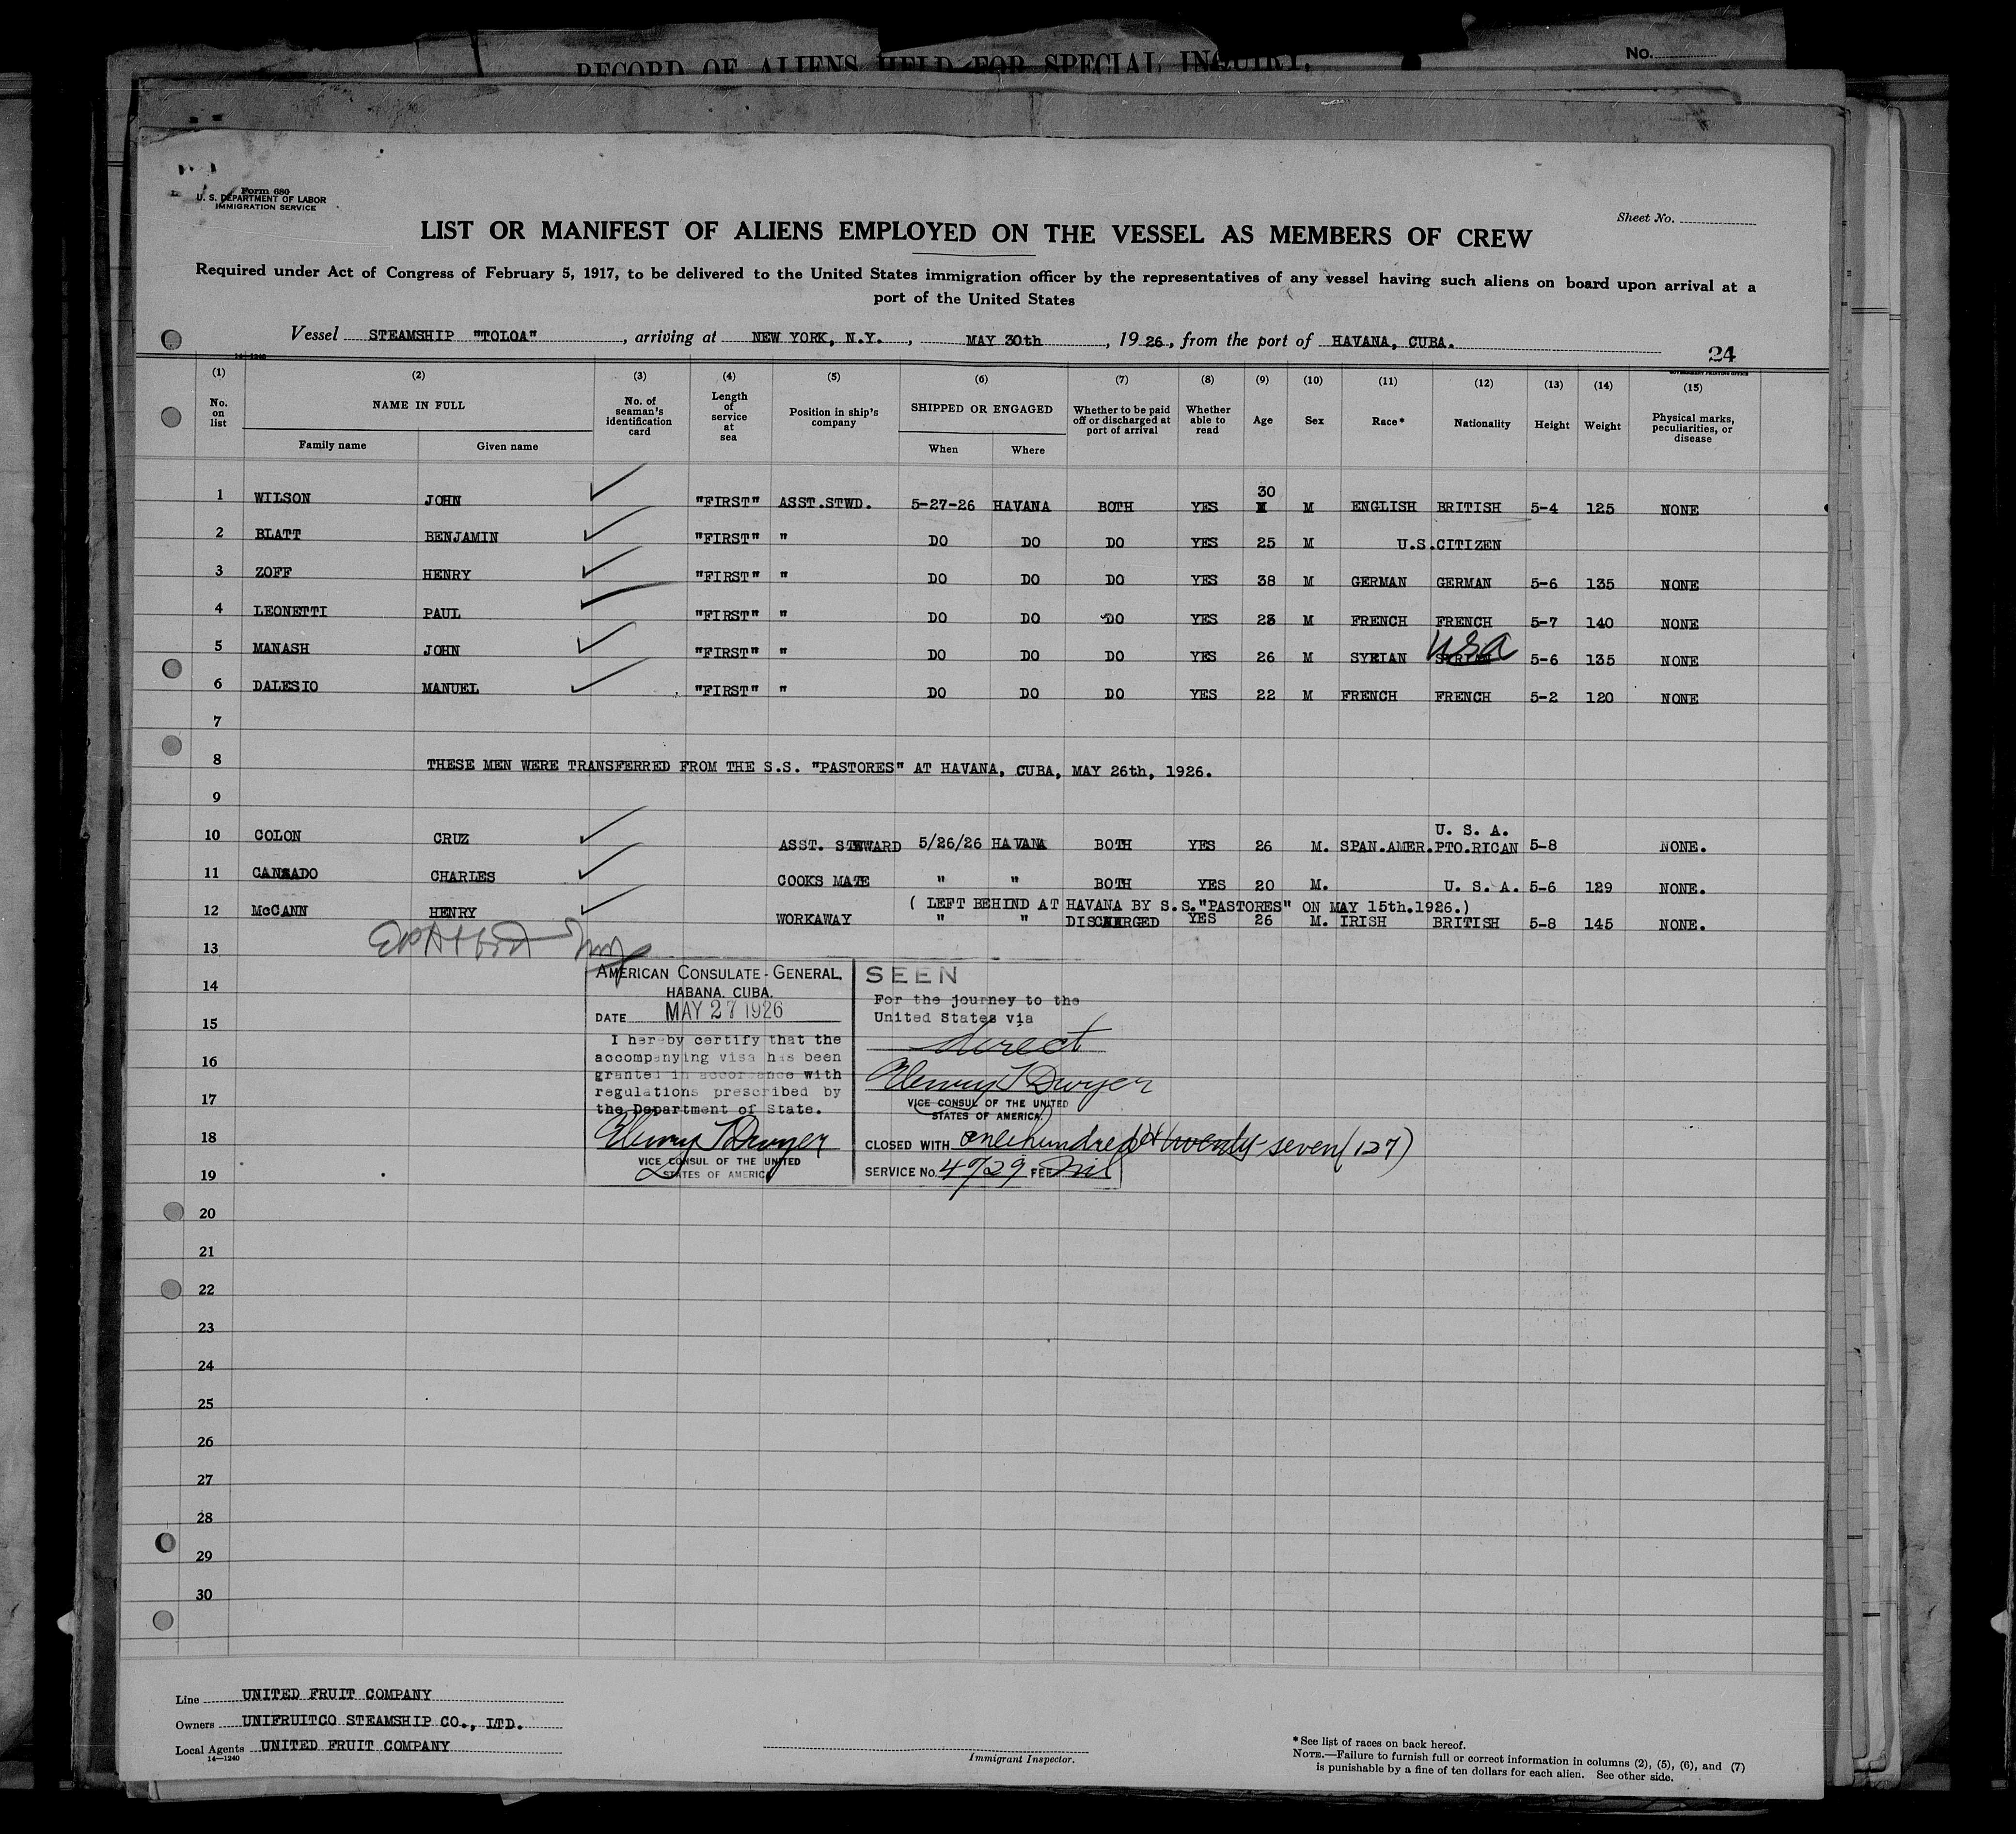 RECORD OF ALIENS HELD FOR SPECIAL INQUIRY.
No.
Form 680
U. S. DEPARTMENT OF LABOR
IMMIGRATION SERVICE
Sheet No.
LIST OR MANIFEST OF ALIENS EMPLOYED ON THE VESSEL AS MEMBERS OF CREW
Required under Act of Congress of February 5, 1917, to be delivered to the United States immigration officer by the representatives of any vessel having such aliens on board upon arrival at a
port of the United States
Vessel STEAMSHIP "TOLOA", arriving at NEW YORK, N.Y., MAY 30th, 1926, from the port of HAVANA, CUBA.
14-1240
24
GOVERNMENT PRINTING OFFICE
(1) (2) (3) (4) (5) (6) (7) (8) (9) (10) (11) (12) (13) (14) (15)
No. on list NAME IN FULL No. of seaman's identification card Length of service at sea Position in ship's company SHIPPED OR ENGAGED Whether to be paid off or discharged at port of arrival Whether able to read Age Sex Race* Nationality Height Weight Physical marks, peculiarities, or disease
Family name Given name When Where
30
1 WILSON JOHN "FIRST" ASST.STWD. 5-27-26 HAVANA BOTH YES M ENGLISH BRITISH 5-4 125 NONE
2 BLATT BENJAMIN "FIRST" " DO DO DO YES 25 M U.S.CITIZEN
3 ZOFF HENRY "FIRST" " DO DO DO YES 38 M GERMAN GERMAN 5-6 135 NONE
4 LEONETTI PAUL "FIRST" " DO DO DO YES 23 M FRENCH FRENCH 5-7 140 NONE
5 MANASH JOHN "FIRST" " DO DO DO YES 26 M SYRIAN USA 5-6 135 NONE
6 DALESIO MANUEL "FIRST" " DO DO DO YES 22 M FRENCH FRENCH 5-2 120 NONE
7
8 THESE MEN WERE TRANSFERRED FROM THE S.S. "PASTORES" AT HAVANA, CUBA, MAY 26th, 1926.
9
U. S. A.
10 COLON CRUZ ASST. STEWARD 5/26/26 HAVANA BOTH YES 26 M. SPAN.AMER. PTO.RICAN 5-8 NONE.
11 CANSADO CHARLES COOKS MATE " " BOTH YES 20 M. U. S. A. 5-6 129 NONE.
( LEFT BEHIND AT HAVANA BY S.S."PASTORES" ON MAY 15th.1926.)
12 McCANN HENRY WORKAWAY " " DISCHARGED YES 26 M. IRISH BRITISH 5-8 145 NONE.
13
14
15
16
17
18
19
20
21
22
23
24
25
26
27
28
29
30
AMERICAN CONSULATE-GENERAL,
HABANA. CUBA.
DATE MAY 27 1926
I hereby certify that the
accompanying visa has been
granted in accordance with
regulations prescribed by
the Department of State.
Henry T Dwyer
VICE CONSUL OF THE UNITED
STATES OF AMERICA
SEEN
For the journey to the
United States via
direct
Henry T Dwyer
VICE CONSUL OF THE UNITED
STATES OF AMERICA.
CLOSED WITH one hundred & twenty-seven (127)
SERVICE No. 4029 FEE Nil
Line UNITED FRUIT COMPANY
Owners UNIFRUITCO STEAMSHIP CO., LTD.
Local Agents UNITED FRUIT COMPANY
14-1240
Immigrant Inspector.
*See list of races on back hereof.
NOTE.—Failure to furnish full or correct information in columns (2), (5), (6), and (7)
is punishable by a fine of ten dollars for each alien. See other side.